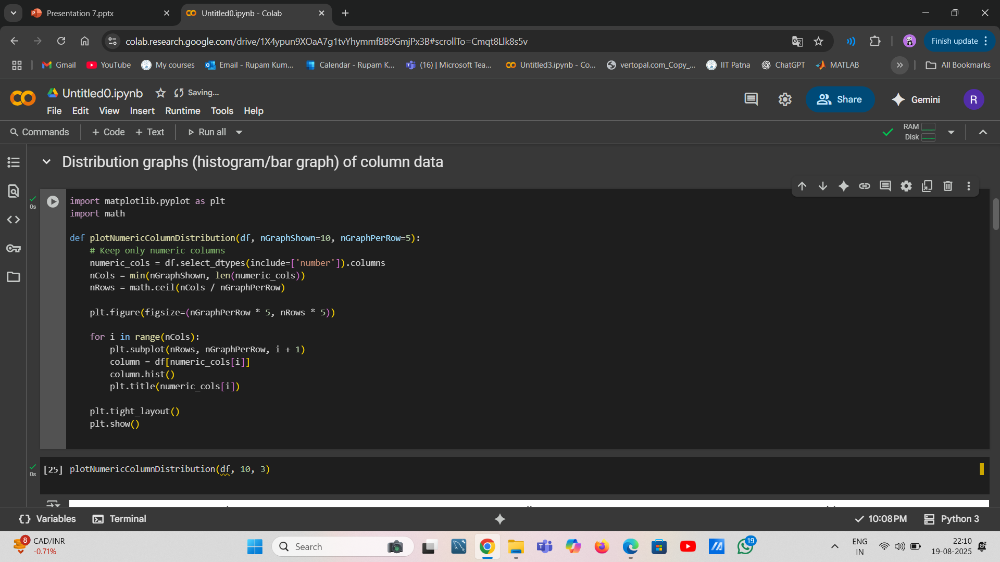 Presentation 7.pptx
Untitled0.ipynb - Colab
colab.research.google.com/drive/1X4ypun9XOaA7g1tvYhymmfBB9GmjPx3B#scrollTo=Cmqt8Llk8s5v
Finish update
Gmail YouTube My courses Email - Rupam Kum... Calendar - Rupam K... (16) | Microsoft Tea... Untitled3.ipynb - Co... vertopal.com_Copy_... IIT Patna ChatGPT MATLAB All Bookmarks
Untitled0.ipynb Saving...
File Edit View Insert Runtime Tools Help
Share Gemini R
Commands + Code + Text Run all
RAM
Disk
Distribution graphs (histogram/bar graph) of column data
0s
import matplotlib.pyplot as plt
import math
def plotNumericColumnDistribution(df, nGraphShown=10, nGraphPerRow=5):
# Keep only numeric columns
numeric_cols = df.select_dtypes(include=['number']).columns
nCols = min(nGraphShown, len(numeric_cols))
nRows = math.ceil(nCols / nGraphPerRow)
plt.figure(figsize=(nGraphPerRow * 5, nRows * 5))
for i in range(nCols):
plt.subplot(nRows, nGraphPerRow, i + 1)
column = df[numeric_cols[i]]
column.hist()
plt.title(numeric_cols[i])
plt.tight_layout()
plt.show()
0s
[25] plotNumericColumnDistribution(df, 10, 3)
Variables Terminal
10:08 PM Python 3
8
CAD/INR
-0.71%
Search
19
ENG
IN
22:10
19-08-2025